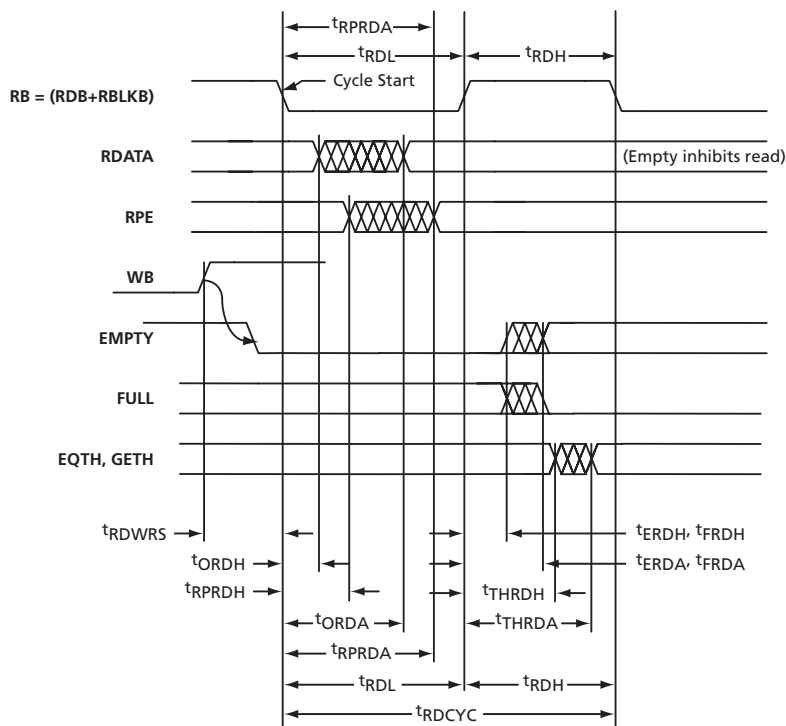 tRPRDA
tRDL
tRDH
Cycle Start
RB = (RDB+RBLKB)
RDATA
(Empty inhibits read)
RPE
WB
EMPTY
FULL
EQTH, GETH
tRDWRS
tERDH, tFRDH
tORDH
tERDA, tFRDA
tRPRDH
tTHRDH
tORDA
tTHRDA
tRPRDA
tRDL
tRDH
tRDCYC